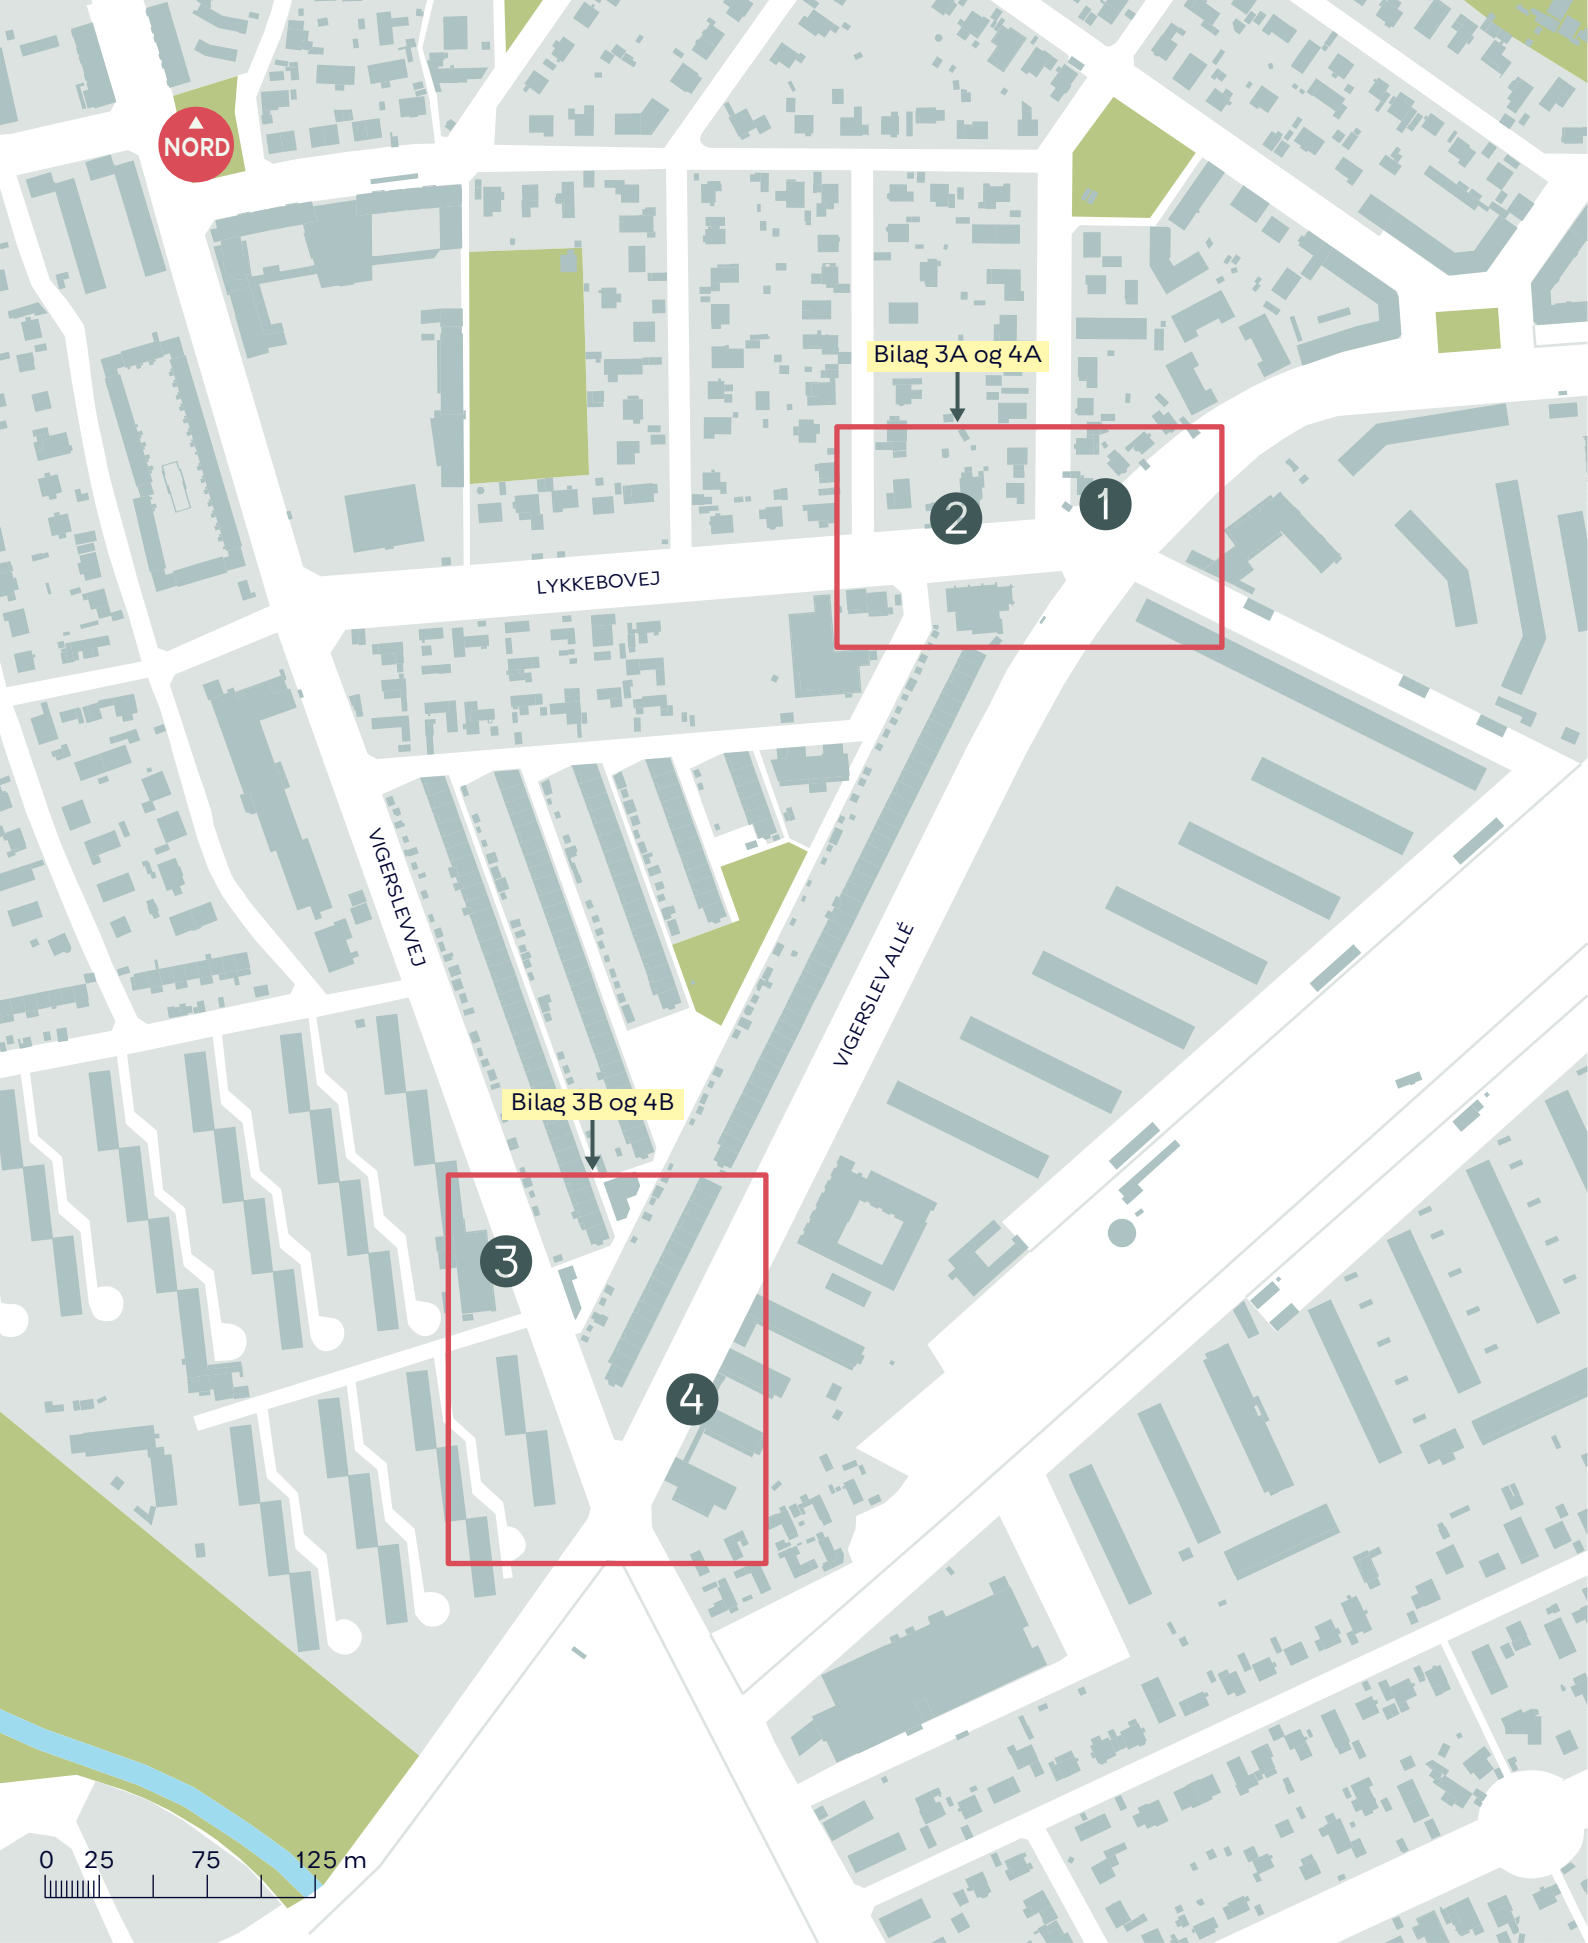 NORD
Bilag 3A og 4A
1
2
LYKKEBOVEJ
VIGERSLEVVEJ
VIGERSLEV ALLÉ
Bilag 3B og 4B
3
4
0 25 75 125 m